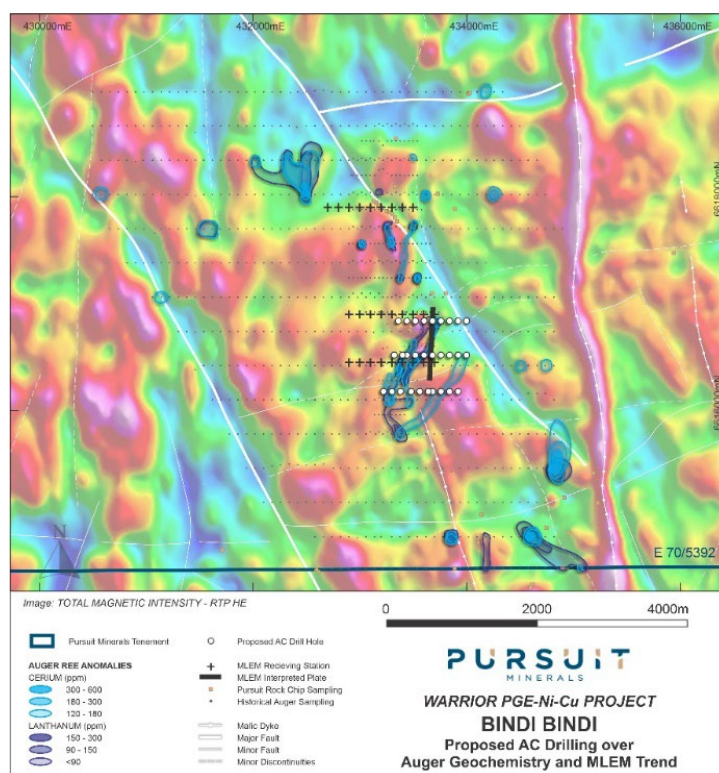 430000mE 432000mE 434000mE 436000mE
E 70/5392
N
Image: TOTAL MAGNETIC INTENSITY - RTP HE
0 2000 4000m
Pursuit Minerals Tenement
AUGER REE ANOMALIES
CERIUM (ppm)
300 - 600
180 - 300
120 - 180
LANTHANUM (ppm)
150 - 300
90 - 150
<90
Proposed AC Drill Hole
MLEM Recieving Station
MLEM Interpreted Plate
Pursuit Rock Chip Sampling
Historical Auger Sampling
Mafic Dyke
Major Fault
Minor Fault
Minor Discontinuities
PURSUIT
MINERALS
WARRIOR PGE-Ni-Cu PROJECT
BINDI BINDI
Proposed AC Drilling over
Auger Geochemistry and MLEM Trend